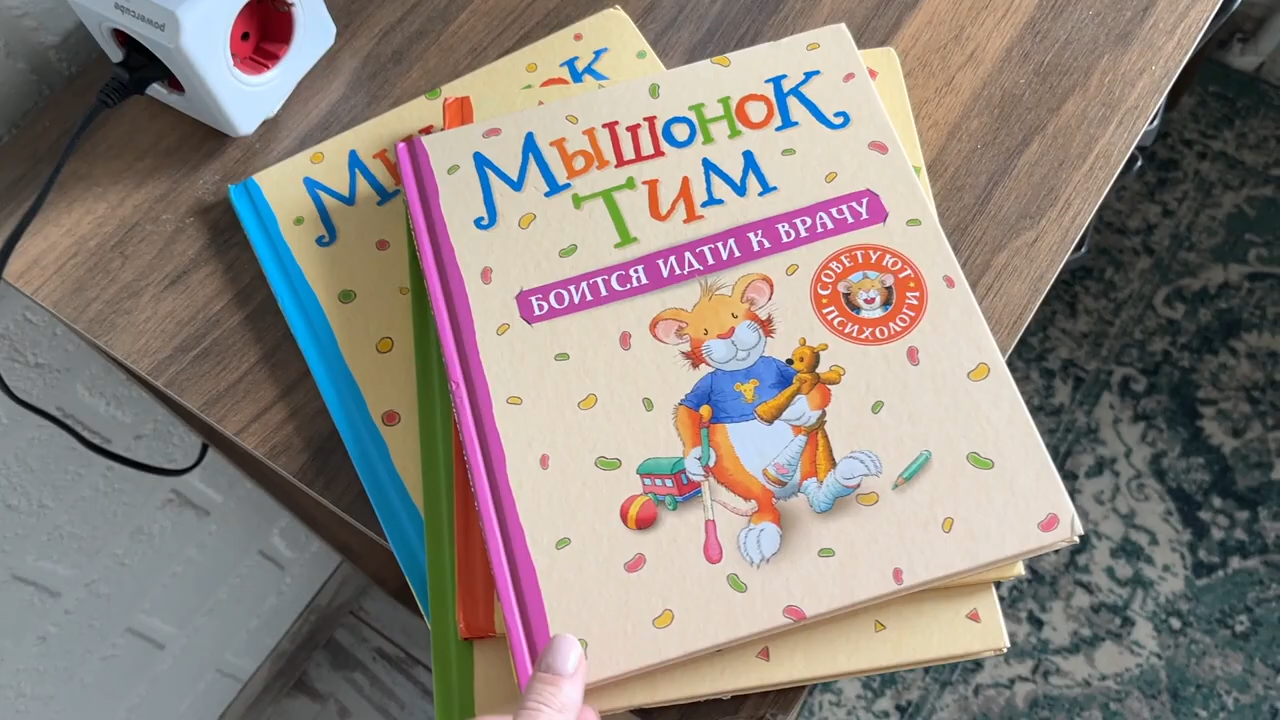 powercube
МЫШОНОК
ТИМ
БОИТСЯ ИДТИ К ВРАЧУ
СОВЕТУЮТ
ПСИХОЛОГИ